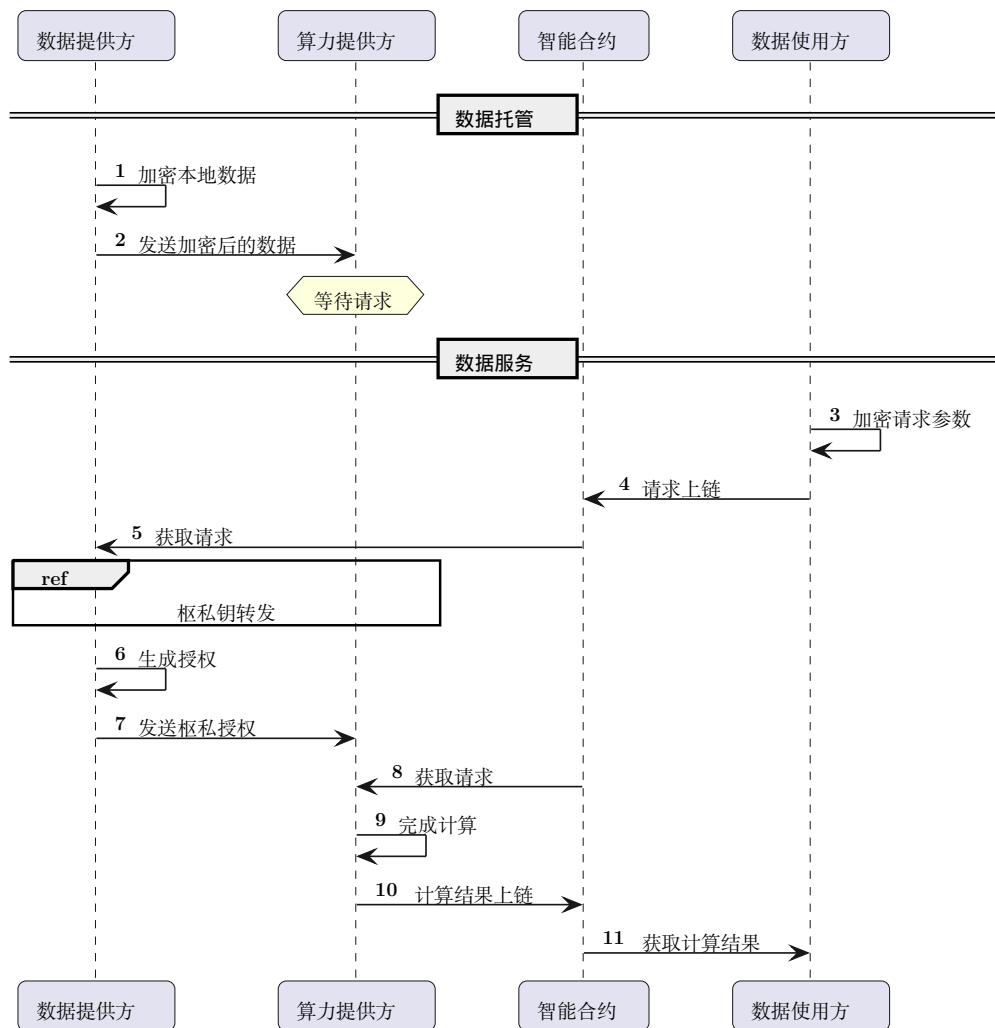 数据提供方 算力提供方 智能合约 数据使用方
数据托管
1 加密本地数据
2 发送加密后的数据
等待请求
数据服务
3 加密请求参数
4 请求上链
5 获取请求
ref
枢私钥转发
6 生成授权
7 发送枢私授权
8 获取请求
9 完成计算
10 计算结果上链
11 获取计算结果
数据提供方 算力提供方 智能合约 数据使用方